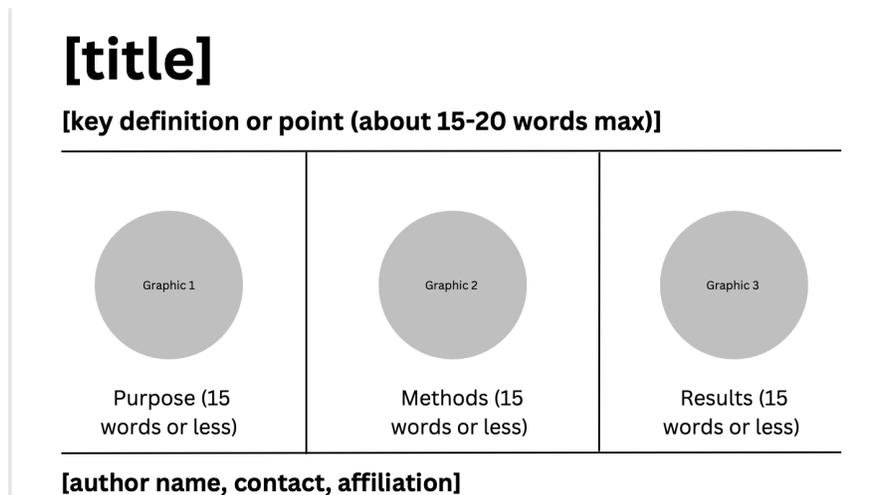 [title]
[key definition or point (about 15-20 words max)]
Graphic 1
Graphic 2
Graphic 3
Purpose (15
words or less)
Methods (15
words or less)
Results (15
words or less)
[author name, contact, affiliation]